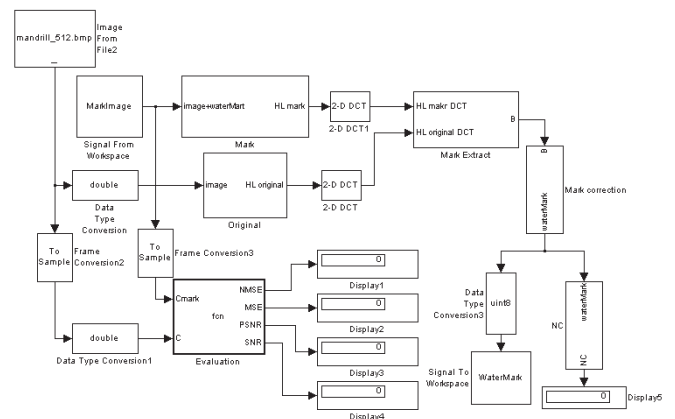 mandrill_512.bmp
Image
From
File2
MarkImage
Signal From
Workspace
image+waterMart
HL mark
Mark
2-D DCT
2-D DCT1
HL makr DCT
HL original DCT
B
Mark Extract
B
waterMark
Mark correction
double
Data
Type
Conversion
image
HL original
Original
2-D DCT
2-D DCT
To
Sample
Frame
Conversion2
To
Sample
Frame Conversion3
double
Data Type Conversion1
Cmark
C
fcn
NMSE
MSE
PSNR
SNR
Evaluation
0
Display1
0
Display2
0
Display3
0
Display4
Data
Type
Conversion3
uint8
Signal To
Workspace
WaterMark
waterMark
NC
NC
0
Display5